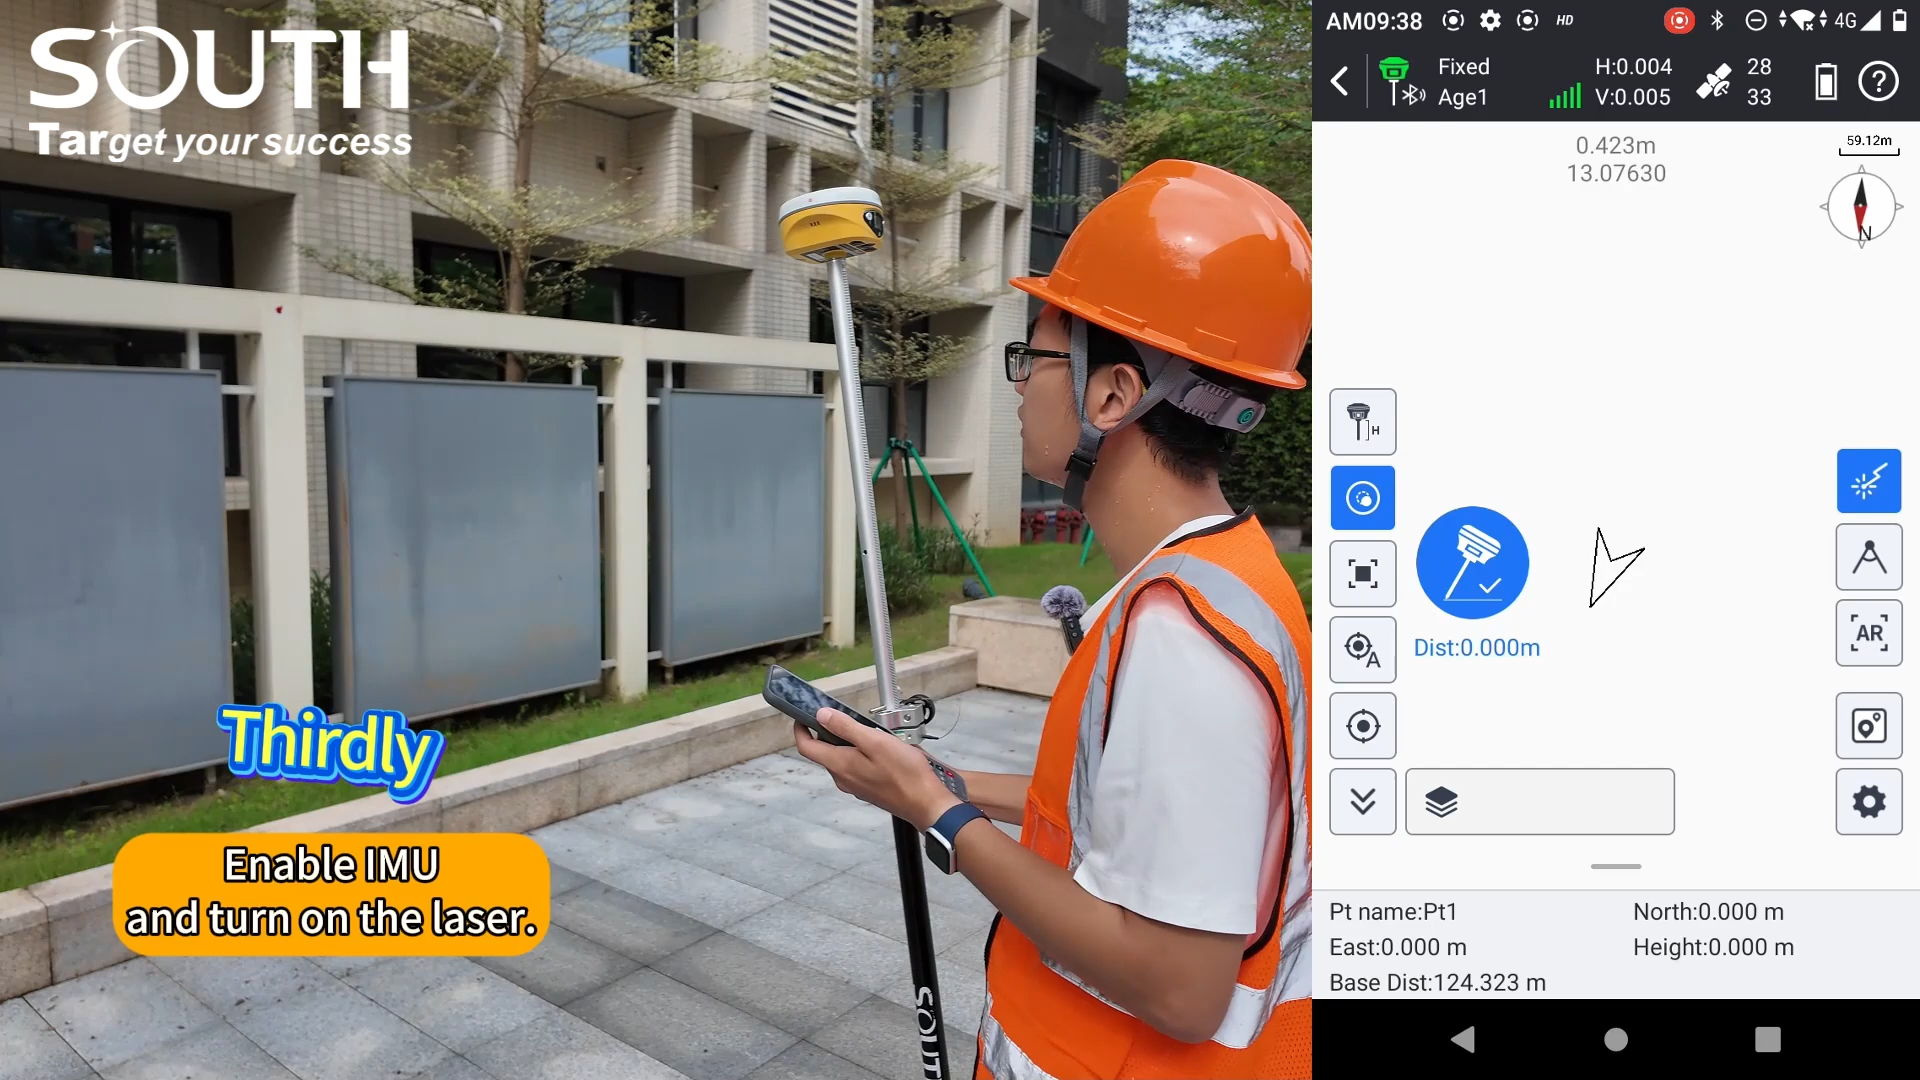 SOUTH
Target your success
Thirdly
Enable IMU
and turn on the laser.
SOUT
AM09:38
HD
4G
Fixed
Age1
H:0.004
V:0.005
28
33
?
0.423m
13.07630
59.12m
N
H
A
Dist:0.000m
AR
Pt name:Pt1
North:0.000 m
East:0.000 m
Height:0.000 m
Base Dist:124.323 m